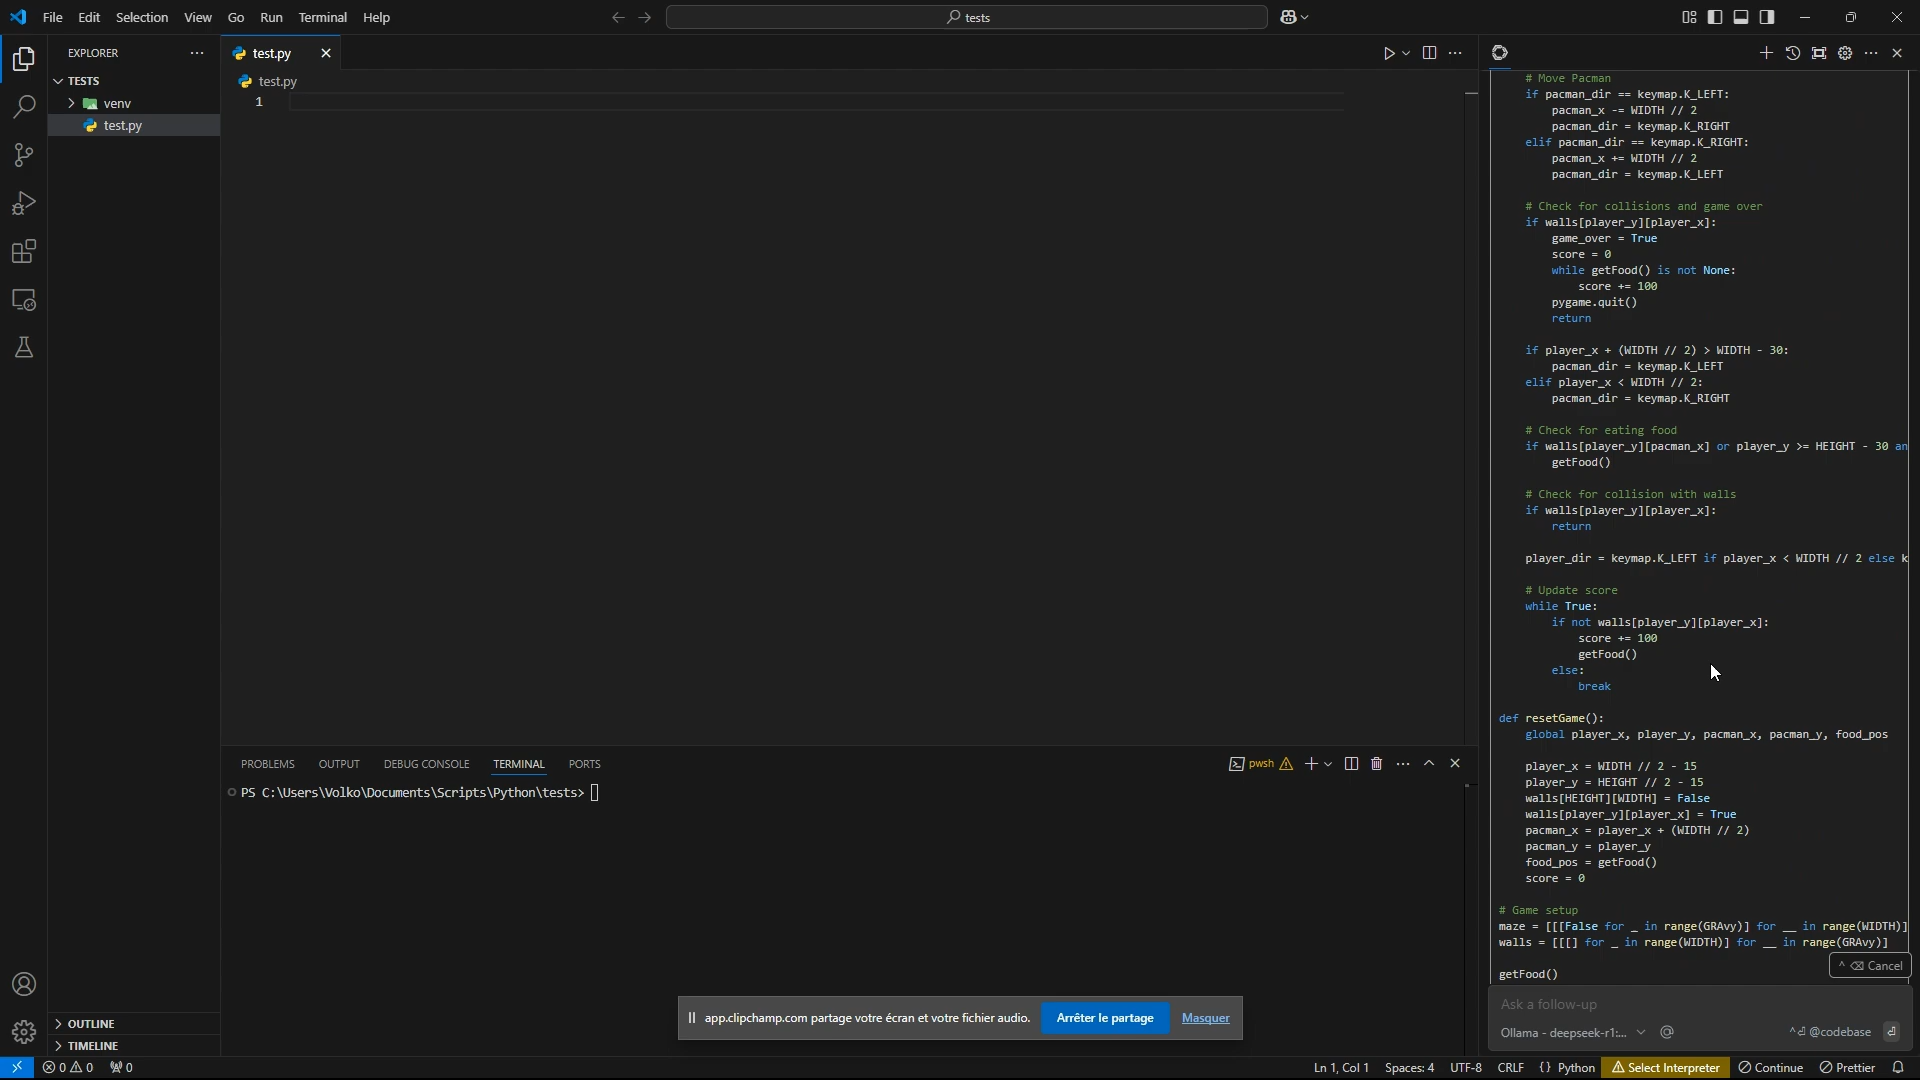 File Edit Selection View Go Run Terminal Help
tests
EXPLORER
TESTS
venv
test.py
test.py
test.py
1
# Move Pacman
if pacman_dir == keymap.K_LEFT:
pacman_x -= WIDTH // 2
pacman_dir = keymap.K_RIGHT
elif pacman_dir == keymap.K_RIGHT:
pacman_x += WIDTH // 2
pacman_dir = keymap.K_LEFT
# Check for collisions and game over
if walls[player_y][player_x]:
game_over = True
score = 0
while getFood() is not None:
score += 100
pygame.quit()
return
if player_x + (WIDTH // 2) > WIDTH - 30:
pacman_dir = keymap.K_LEFT
elif player_x < WIDTH // 2:
pacman_dir = keymap.K_RIGHT
# Check for eating food
if walls[player_y][pacman_x] or player_y >= HEIGHT - 30 an
getFood()
# Check for collision with walls
if walls[player_y][player_x]:
return
player_dir = keymap.K_LEFT if player_x < WIDTH // 2 else k
# Update score
while True:
if not walls[player_y][player_x]:
score += 100
getFood()
else:
break
def resetGame():
global player_x, player_y, pacman_x, pacman_y, food_pos
player_x = WIDTH // 2 - 15
player_y = HEIGHT // 2 - 15
walls[HEIGHT][WIDTH] = False
walls[player_y][player_x] = True
pacman_x = player_x + (WIDTH // 2)
pacman_y = player_y
food_pos = getFood()
score = 0
# Game setup
maze = [[[False for _ in range(GRAvy)] for __ in range(WIDTH)]
walls = [[[] for _ in range(WIDTH)] for __ in range(GRAvy)]
getFood()
Cancel
Ask a follow-up
Ollama - deepseek-r1:... @ @codebase
PROBLEMS OUTPUT DEBUG CONSOLE TERMINAL PORTS
pwsh
PS C:\Users\Volko\Documents\Scripts\Python\tests>
app.clipchamp.com partage votre écran et votre fichier audio. Arrêter le partage Masquer
OUTLINE
TIMELINE
0 0 0 Ln 1, Col 1 Spaces: 4 UTF-8 CRLF {} Python Select Interpreter Continue Prettier